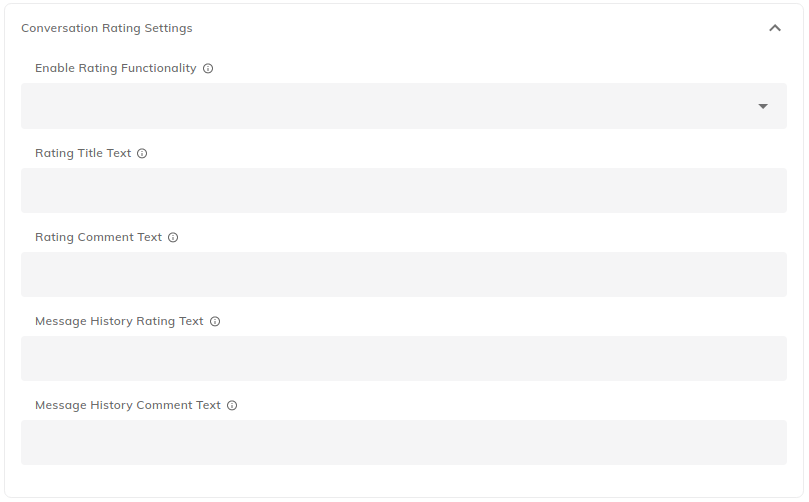 Conversation Rating Settings
Enable Rating Functionality
Rating Title Text
Rating Comment Text
Message History Rating Text
Message History Comment Text